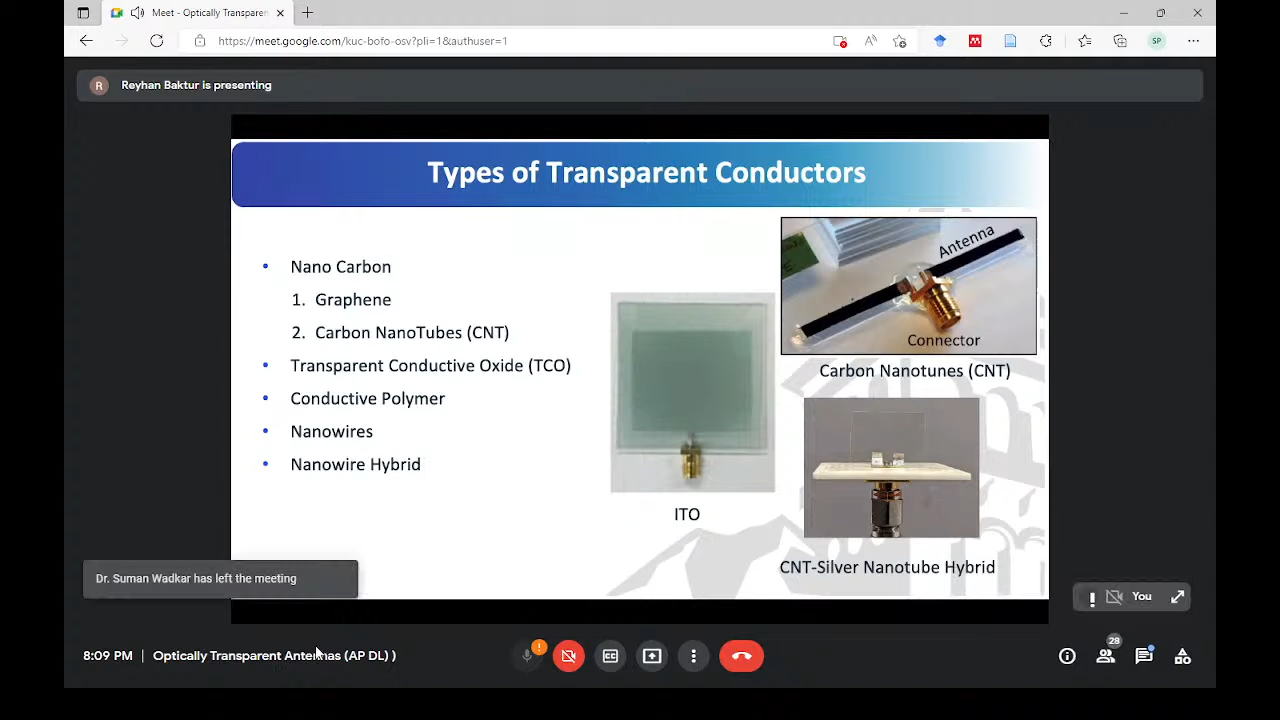 Meet - Optically Transparen
https://meet.google.com/kuc-bofo-osv?pli=1&authuser=1
SP
R
Reyhan Baktur is presenting
Types of Transparent Conductors
• Nano Carbon
1. Graphene
2. Carbon NanoTubes (CNT)
• Transparent Conductive Oxide (TCO)
• Conductive Polymer
• Nanowires
• Nanowire Hybrid
ITO
Antenna
Connector
Carbon Nanotunes (CNT)
CNT-Silver Nanotube Hybrid
Dr. Suman Wadkar has left the meeting
You
8:09 PM | Optically Transparent Antennas (AP DL) )
28